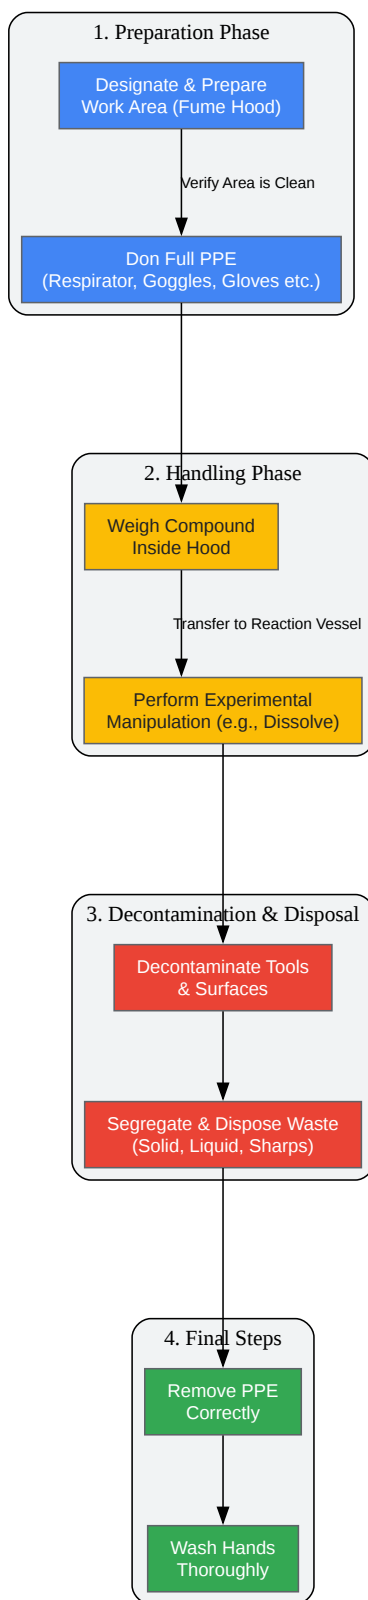 1. Preparation Phase
Designate & Prepare
Work Area (Fume Hood)
Verify Area is Clean
Don Full PPE
(Respirator, Goggles, Gloves etc.)
2. Handling Phase
Weigh Compound
Inside Hood
Transfer to Reaction Vessel
Perform Experimental
Manipulation (e.g., Dissolve)
3. Decontamination & Disposal
Decontaminate Tools
& Surfaces
Segregate & Dispose Waste
(Solid, Liquid, Sharps)
4. Final Steps
Remove PPE
Correctly
Wash Hands
Thoroughly